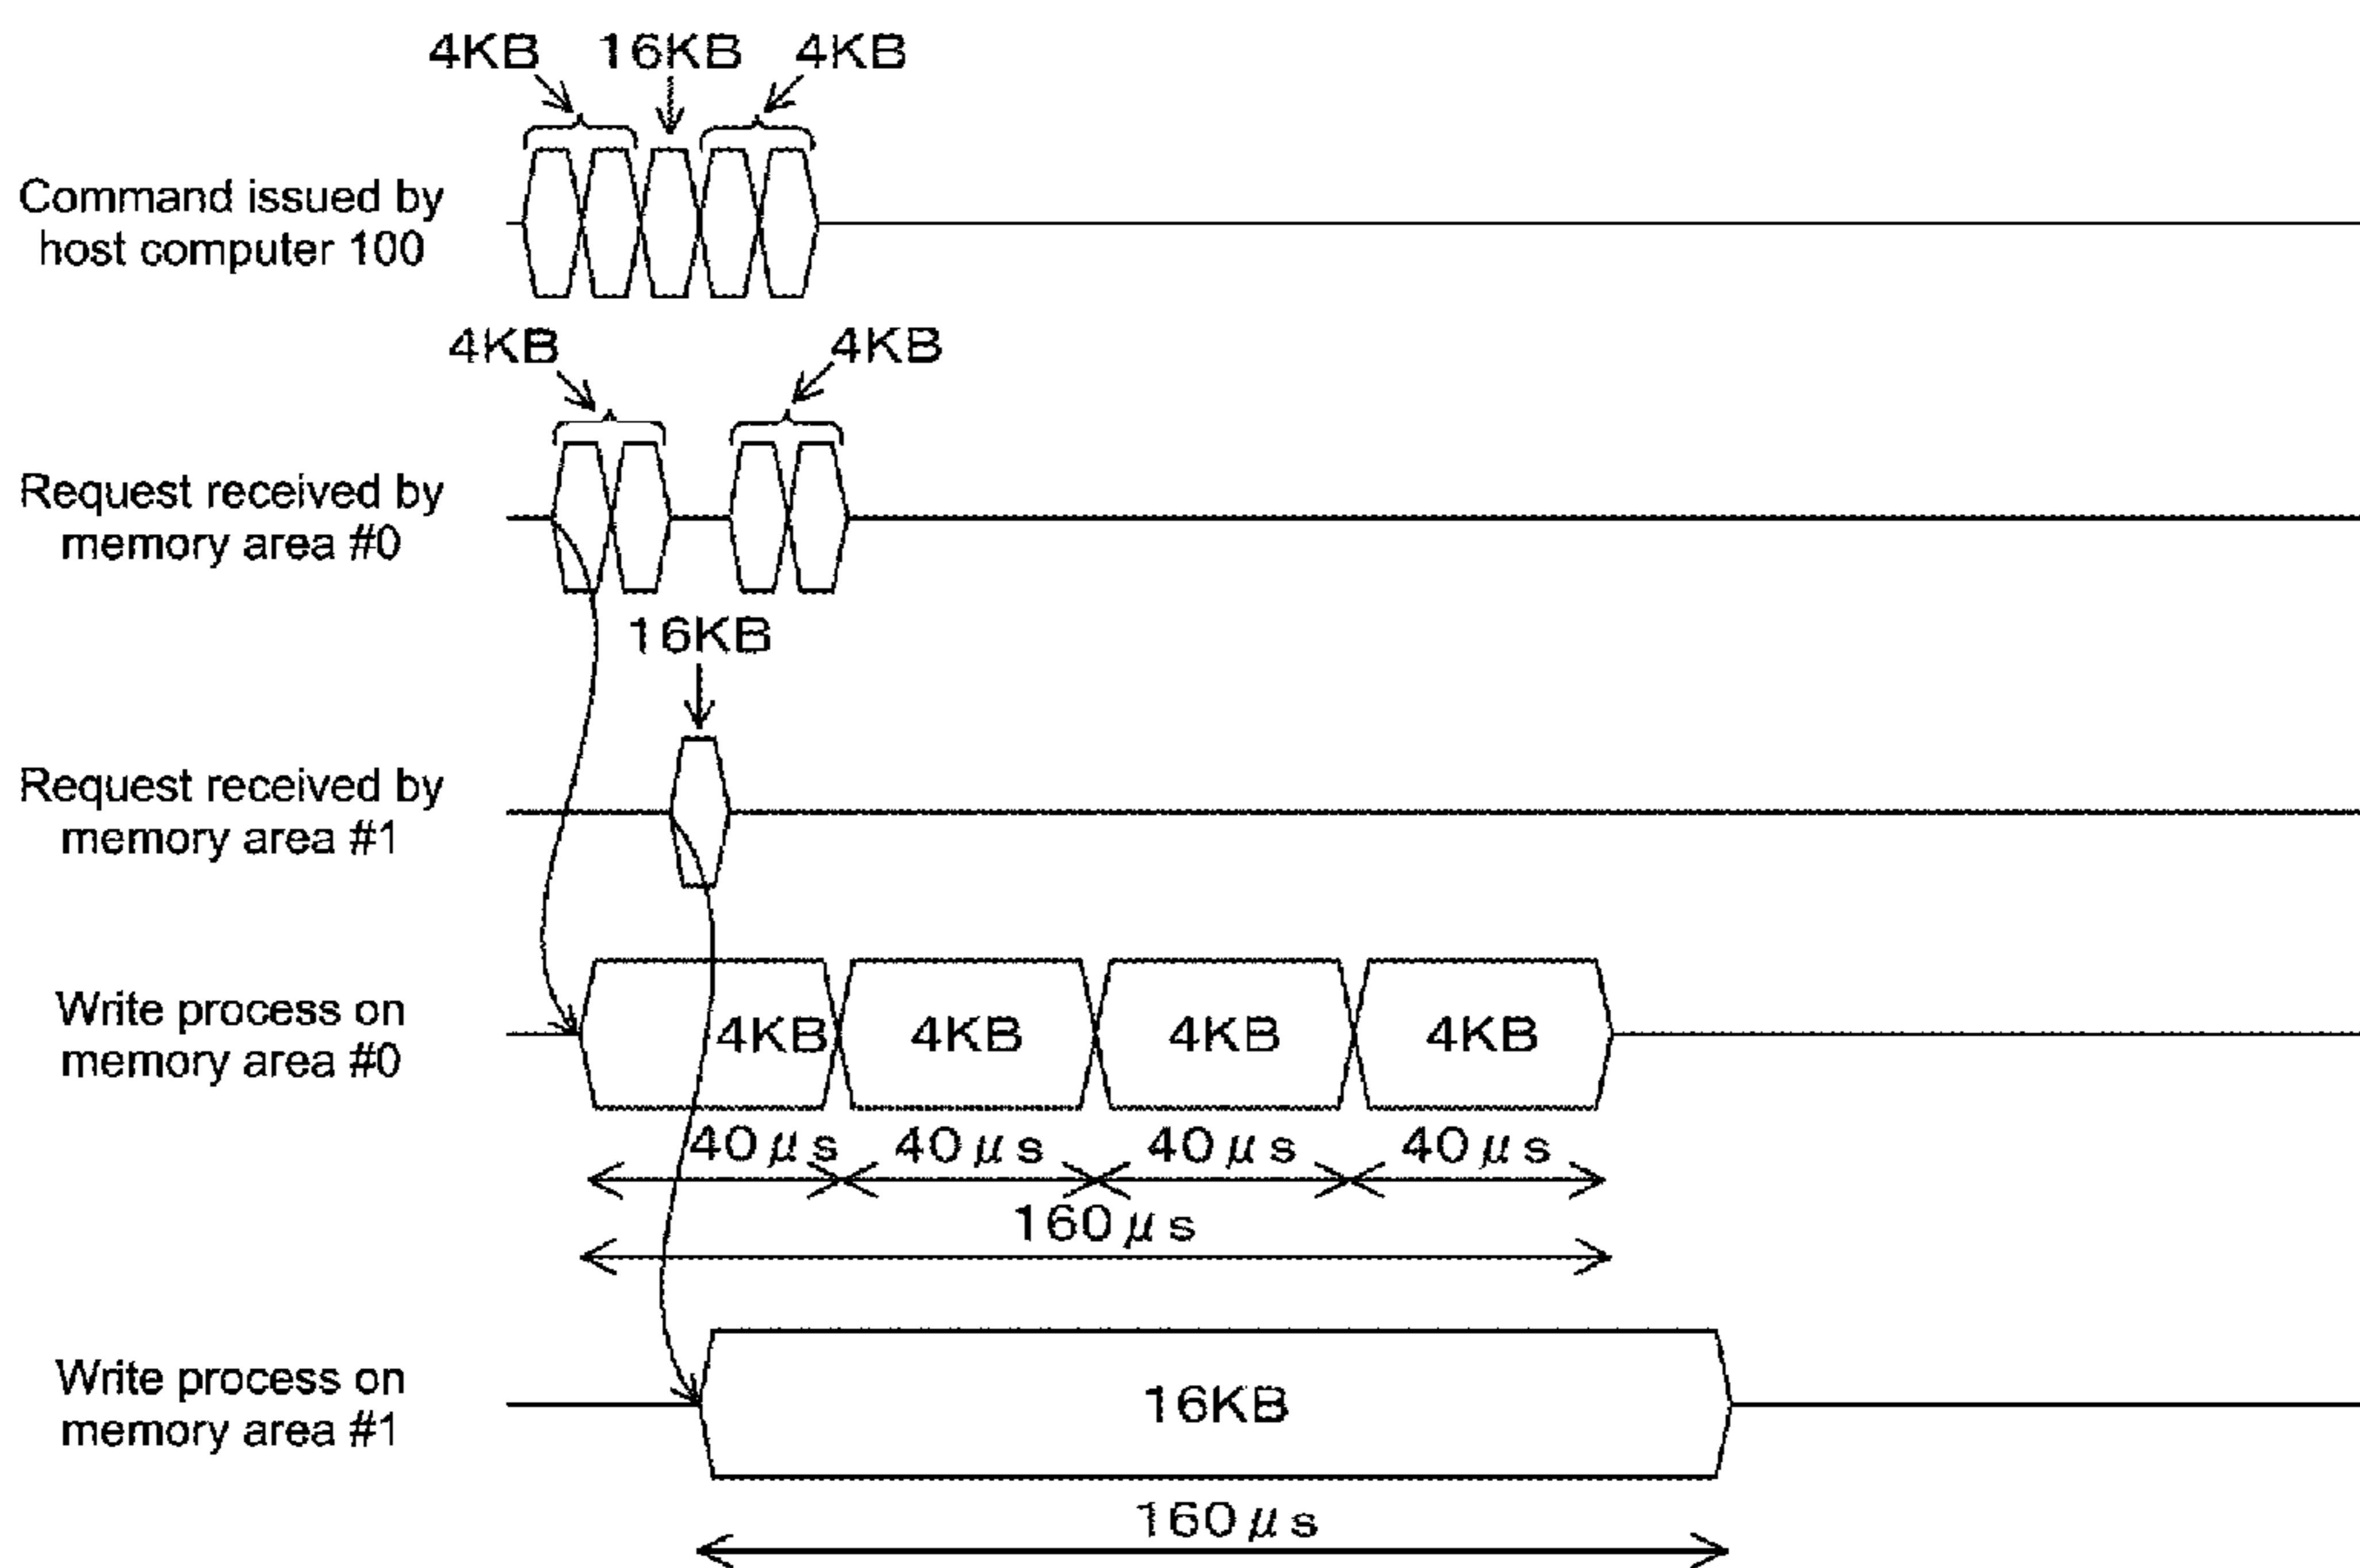 4KB 16KB 4KB
Command issued by
host computer 100
4KB 4KB
Request received by
memory area #0
16KB
Request received by
memory area #1
Write process on
memory area #0
4KB 4KB 4KB 4KB
40μs 40μs 40μs 40μs
160μs
Write process on
memory area #1
16KB
160μs